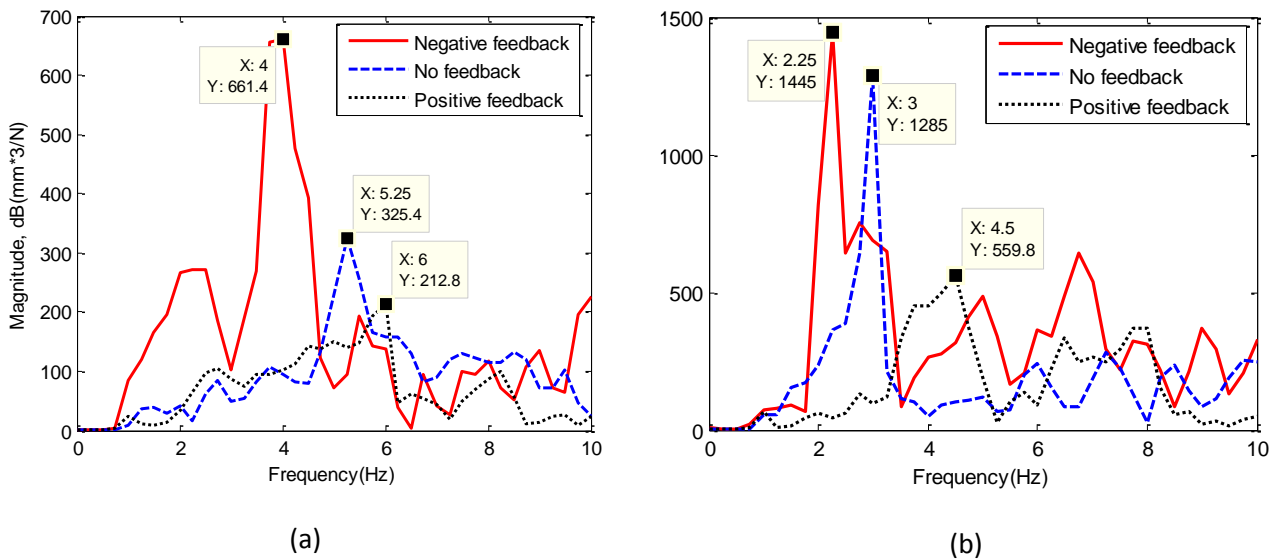 700
600
500
400
300
200
100
0
Magnitude, dB(mm*3/N)
Negative feedback
No feedback
Positive feedback
X: 4
Y: 661.4
X: 5.25
Y: 325.4
X: 6
Y: 212.8
0 2 4 6 8 10
Frequency(Hz)
(a)
1500
1000
500
0
Negative feedback
No feedback
Positive feedback
X: 2.25
Y: 1445
X: 3
Y: 1285
X: 4.5
Y: 559.8
0 2 4 6 8 10
Frequency(Hz)
(b)